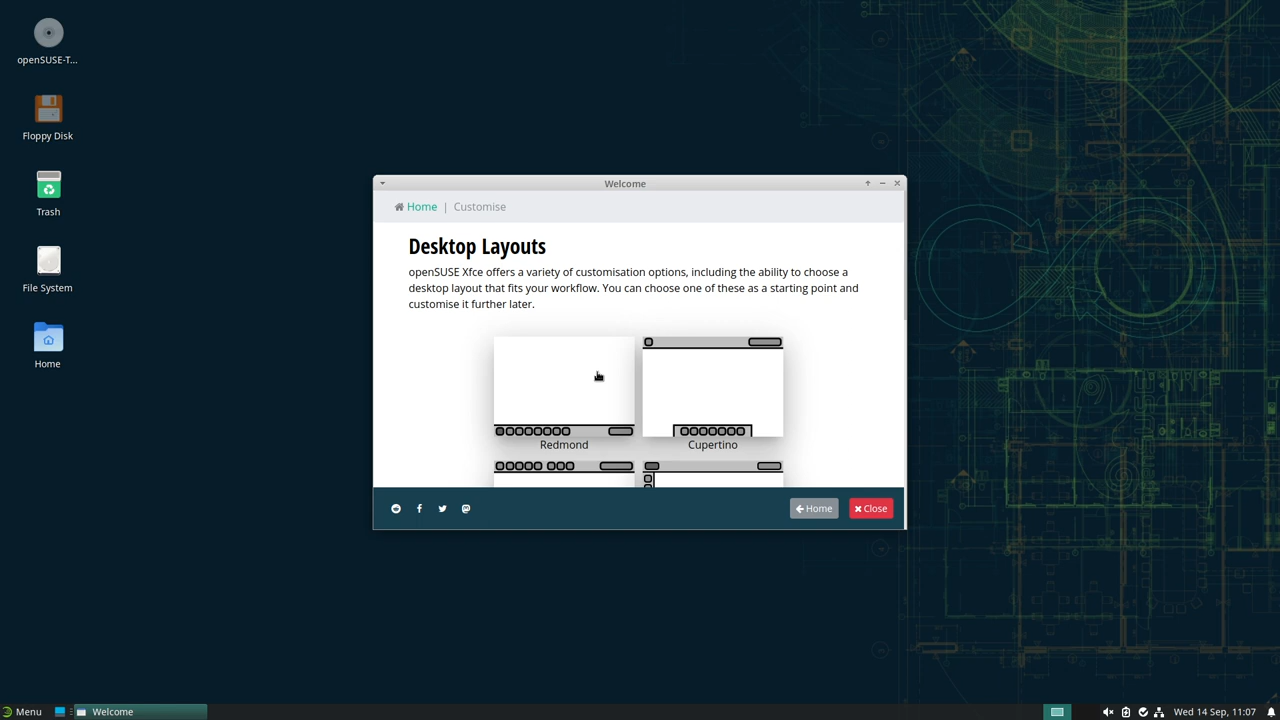 openSUSE-T...
Floppy Disk
Trash
File System
Home
Welcome
Home | Customise
Desktop Layouts
openSUSE Xfce offers a variety of customisation options, including the ability to choose a
desktop layout that fits your workflow. You can choose one of these as a starting point and
customise it further later.
Redmond
Cupertino
Home
Close
Menu
Welcome
Wed 14 Sep, 11:07